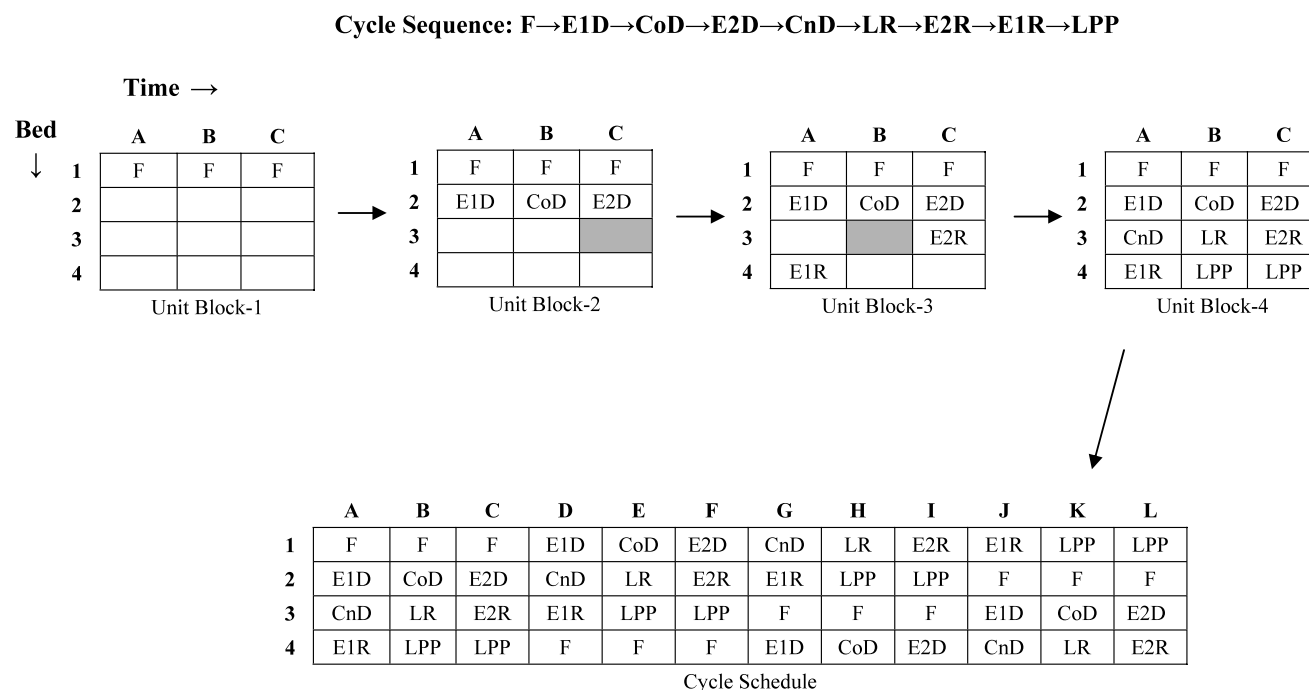 Cycle Sequence: F→E1D→CoD→E2D→CnD→LR→E2R→E1R→LPP
Time →
Bed
↓
A B C
1 F F F
2
3
4
Unit Block-1
A B C
1 F F F
2 E1D CoD E2D
3
4
Unit Block-2
A B C
1 F F F
2 E1D CoD E2D
3 E2R
4 E1R
Unit Block-3
A B C
1 F F F
2 E1D CoD E2D
3 CnD LR E2R
4 E1R LPP LPP
Unit Block-4
A B C D E F G H I J K L
1 F F F E1D CoD E2D CnD LR E2R E1R LPP LPP
2 E1D CoD E2D CnD LR E2R E1R LPP LPP F F F
3 CnD LR E2R E1R LPP LPP F F F E1D CoD E2D
4 E1R LPP LPP F F F E1D CoD E2D CnD LR E2R
Cycle Schedule